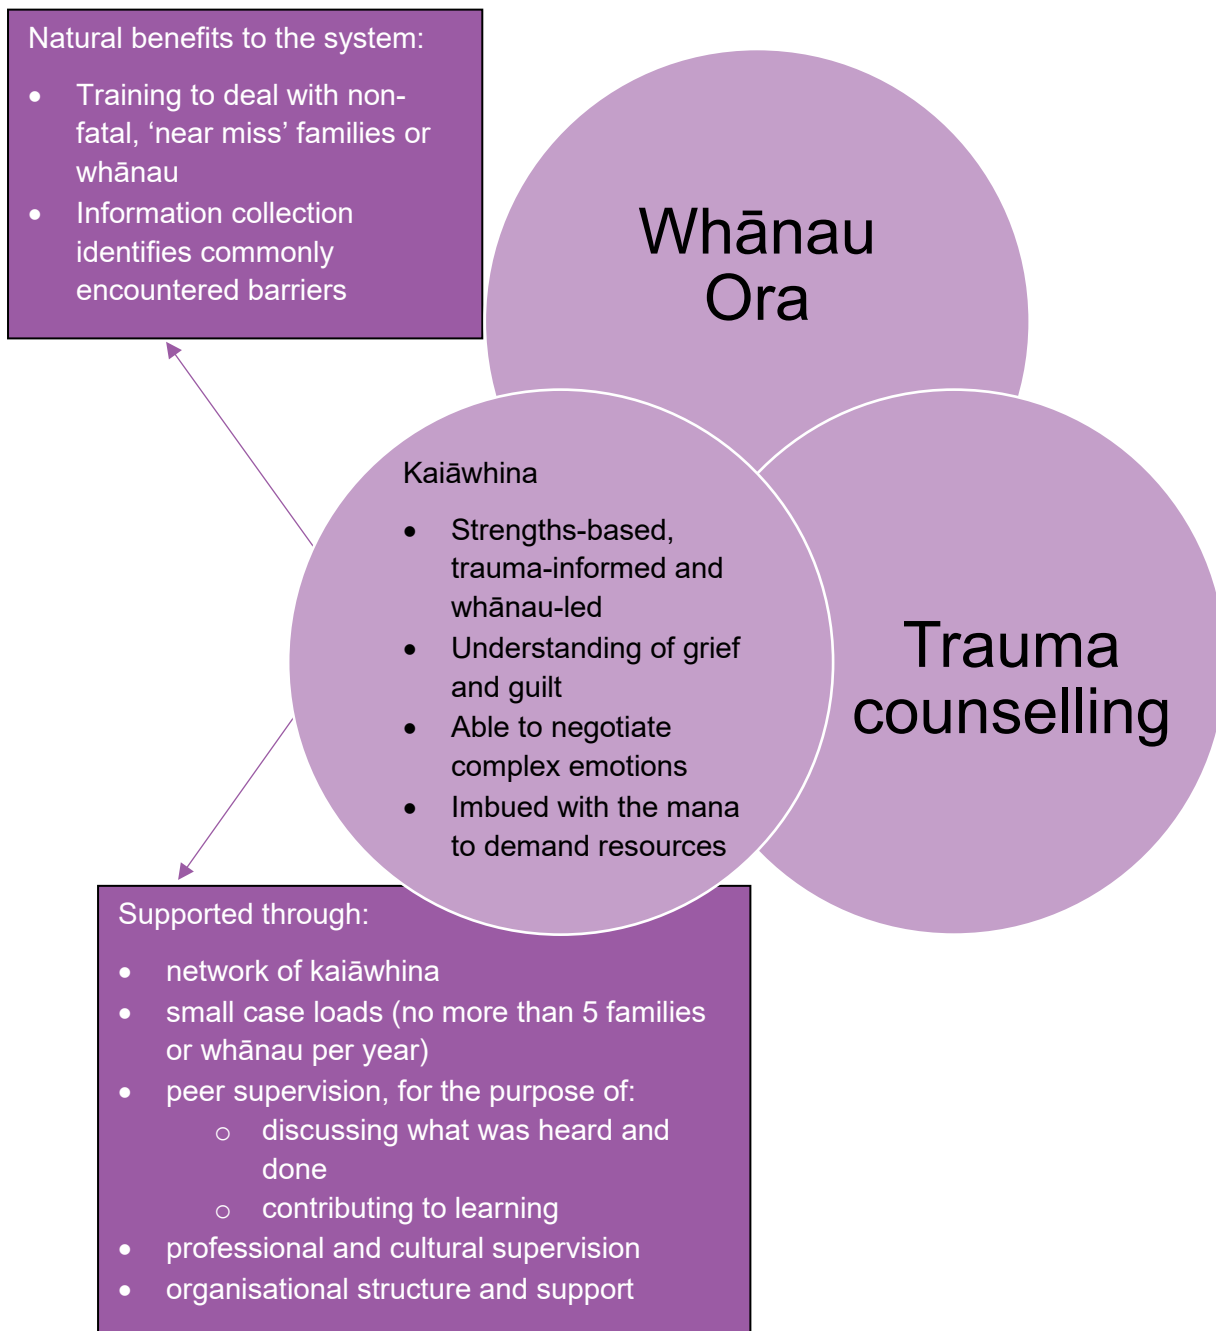 Natural benefits to the system:
• Training to deal with non-
fatal, ‘near miss’ families or
whānau
• Information collection
identifies commonly
encountered barriers
Whānau
Ora
Kaiāwhina
• Strengths-based,
trauma-informed and
whānau-led
• Understanding of grief
and guilt
• Able to negotiate
complex emotions
• Imbued with the mana
to demand resources
Trauma
counselling
Supported through:
• network of kaiāwhina
• small case loads (no more than 5 families
or whānau per year)
• peer supervision, for the purpose of:
o discussing what was heard and
done
o contributing to learning
• professional and cultural supervision
• organisational structure and support